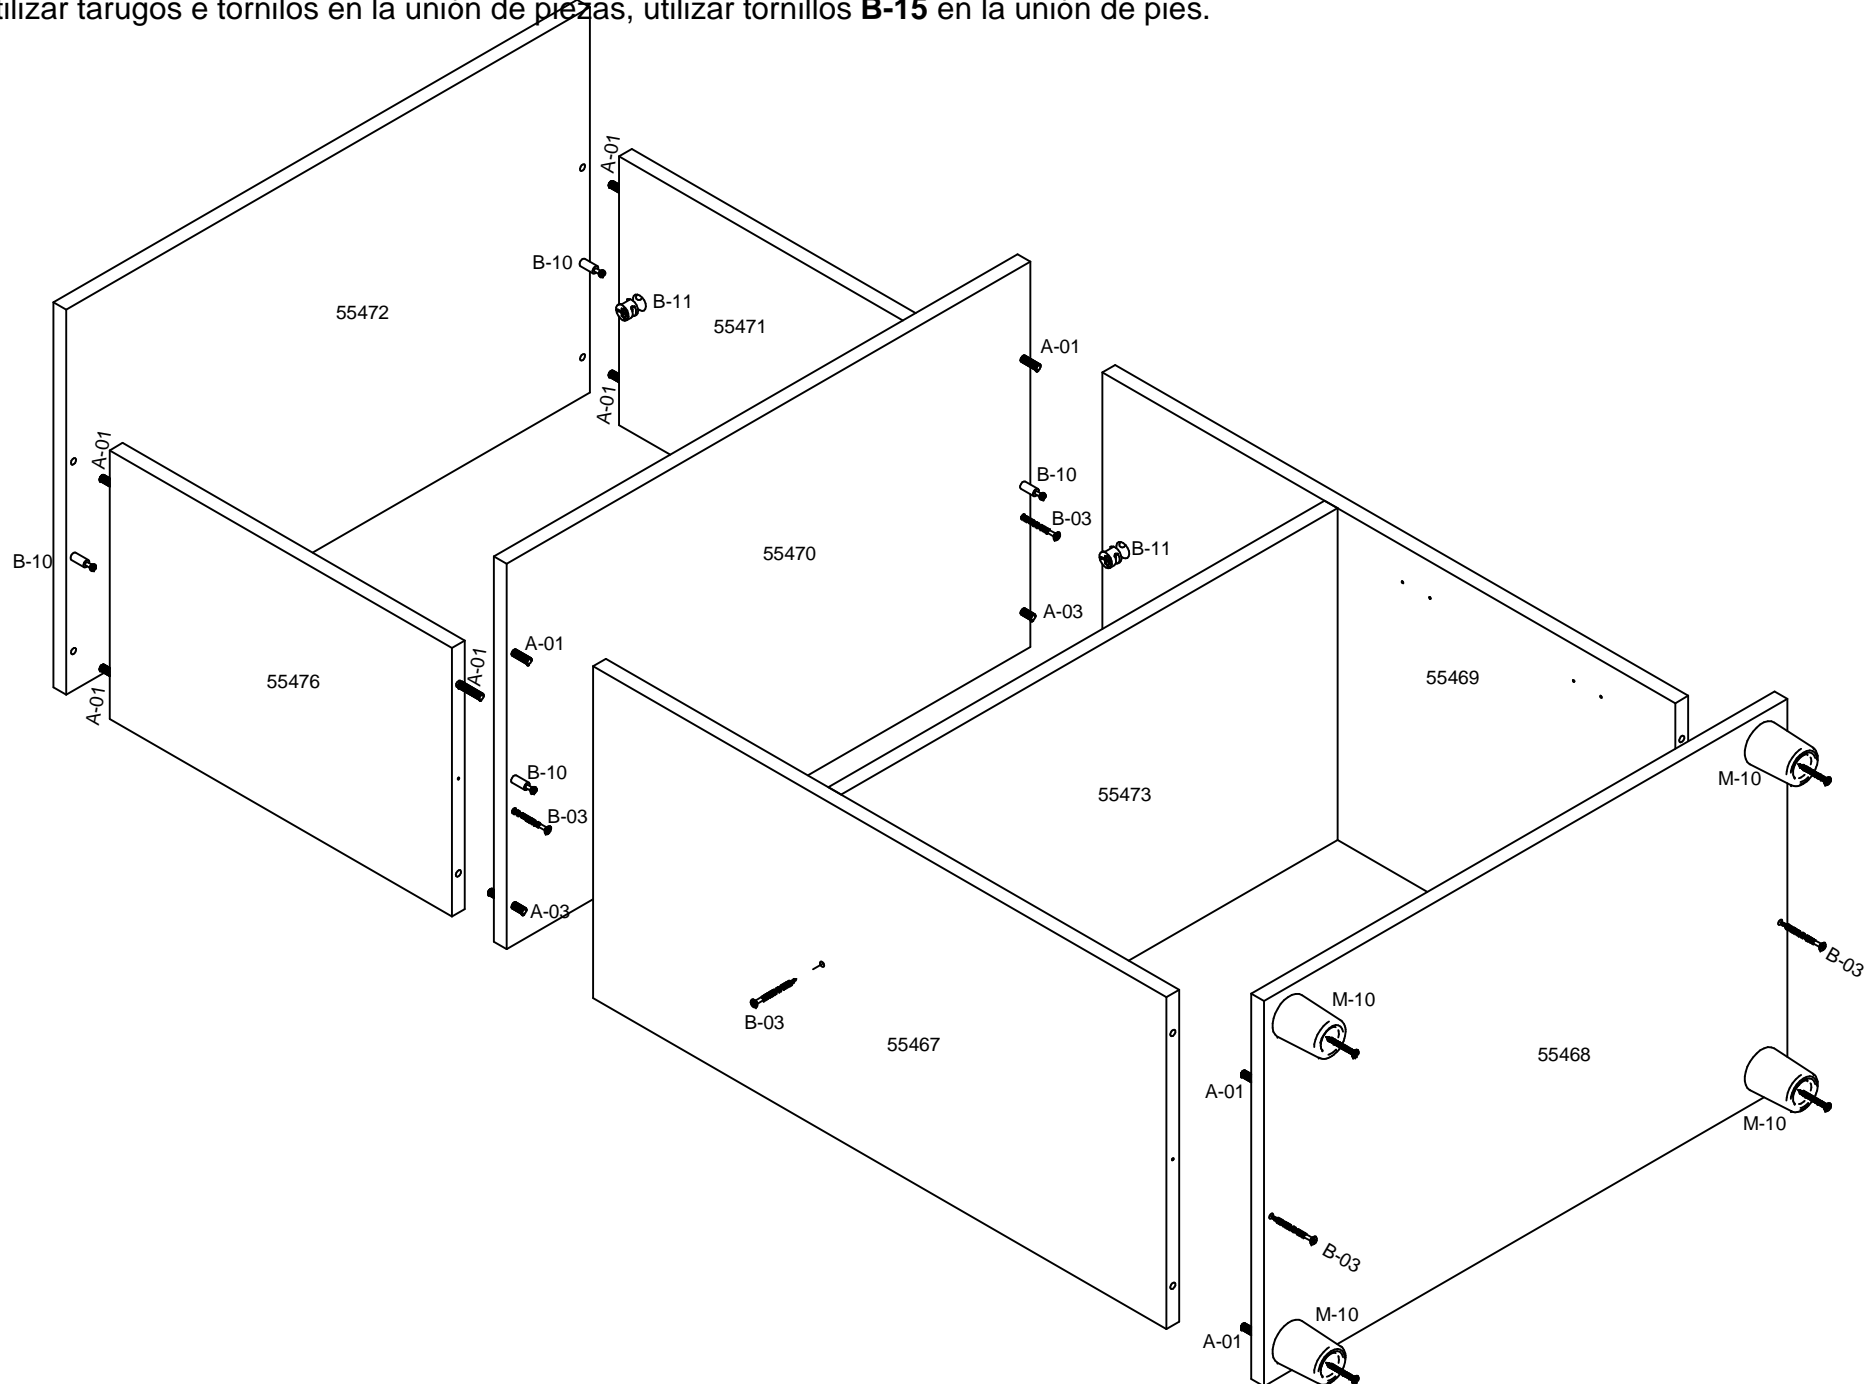 tilizar tarugos e tornilos en la unión de piezas, utilizar tornillos B-15 en la unión de pies.
A-01
B-10
B-11
55472
55471
A-01
A-01
A-01
B-10
B-03
55470
B-11
A-03
B-10
A-01
A-01
A-01
55476
55469
B-10
B-03
M-10
55473
A-03
B-03
B-03
55467
M-10
55468
A-01
M-10
B-03
M-10
A-01